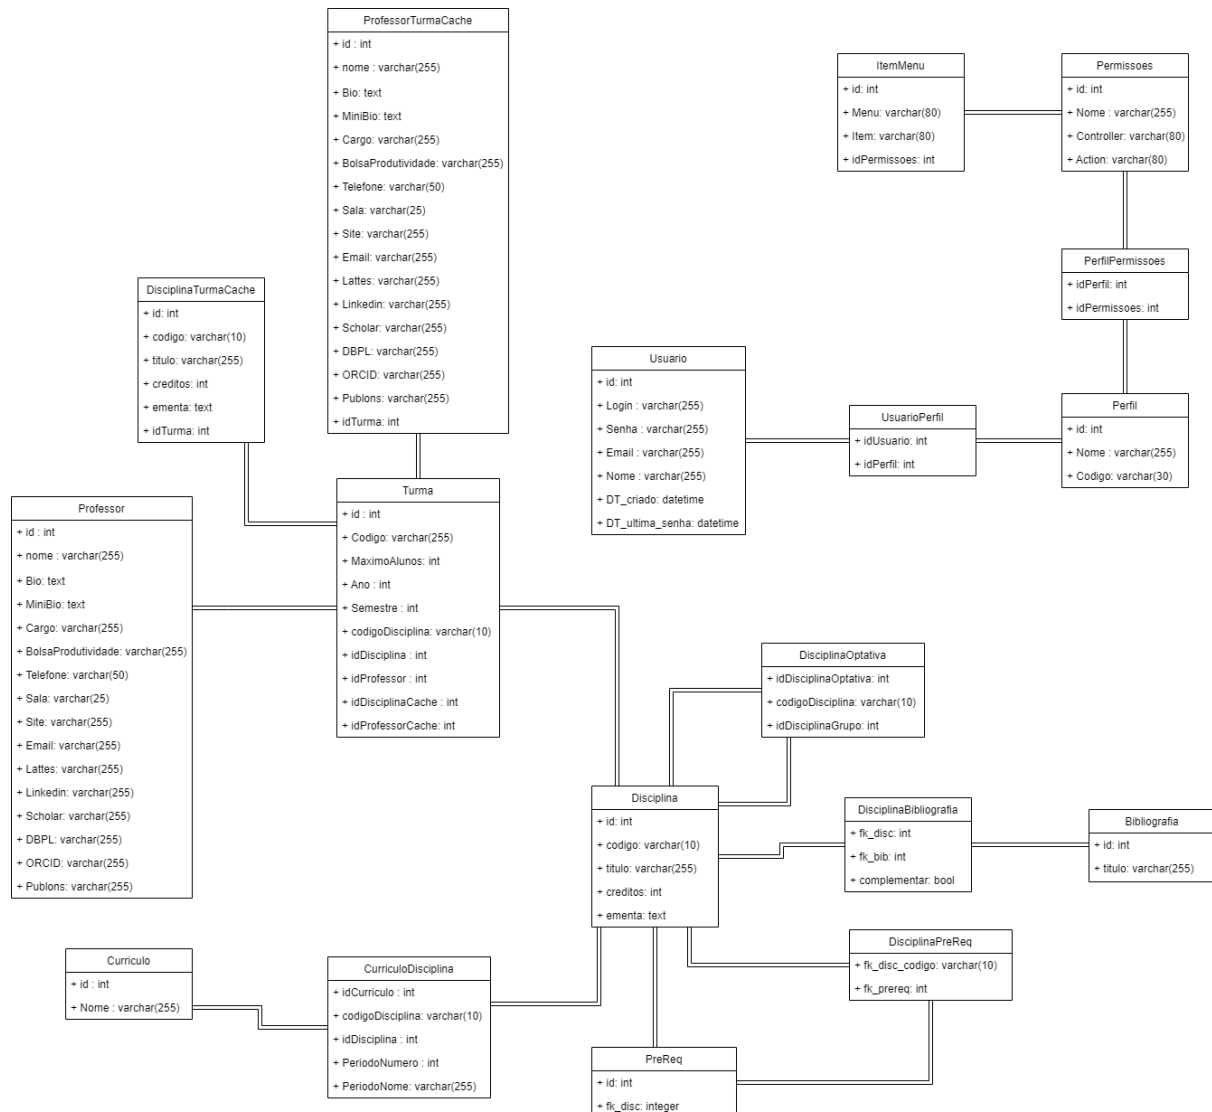 ProfessorTurmaCache
+ id : int
+ nome : varchar(255)
+ Bio: text
+ MiniBio: text
+ Cargo: varchar(255)
+ BolsaProdutividade: varchar(255)
+ Telefone: varchar(50)
+ Sala: varchar(25)
+ Site: varchar(255)
+ Email: varchar(255)
+ Lattes: varchar(255)
+ Linkedin: varchar(255)
+ Scholar: varchar(255)
+ DBPL: varchar(255)
+ ORCID: varchar(255)
+ Publons: varchar(255)
+ idTurma: int
ItemMenu
+ id: int
+ Menu: varchar(80)
+ Item: varchar(80)
+ idPermissoes: int
Permissoes
+ id: int
+ Nome : varchar(255)
+ Controller: varchar(80)
+ Action: varchar(80)
PerfilPermissoes
+ idPerfil: int
+ idPermissoes: int
DisciplinaTurmaCache
+ id: int
+ codigo: varchar(10)
+ titulo: varchar(255)
+ creditos: int
+ ementa: text
+ idTurma: int
Usuario
+ id: int
+ Login : varchar(255)
+ Senha : varchar(255)
+ Email : varchar(255)
+ Nome : varchar(255)
+ DT_criado: datetime
+ DT_ultima_senha: datetime
UsuarioPerfil
+ idUsuario: int
+ idPerfil: int
Perfil
+ id: int
+ Nome: varchar(255)
+ Codigo: varchar(30)
Professor
+ id : int
+ nome : varchar(255)
+ Bio: text
+ MiniBio: text
+ Cargo: varchar(255)
+ BolsaProdutividade: varchar(255)
+ Telefone: varchar(50)
+ Sala: varchar(25)
+ Site: varchar(255)
+ Email: varchar(255)
+ Lattes: varchar(255)
+ Linkedin: varchar(255)
+ Scholar: varchar(255)
+ DBPL: varchar(255)
+ ORCID: varchar(255)
+ Publons: varchar(255)
Turma
+ id : int
+ Codigo: varchar(255)
+ MaximoAlunos: int
+ Ano : int
+ Semestre : int
+ codigoDisciplina: varchar(10)
+ idDisciplina : int
+ idProfessor : int
+ idDisciplinaCache : int
+ idProfessorCache: int
DisciplinaOptativa
+ idDisciplinaOptativa: int
+ codigoDisciplina: varchar(10)
+ idDisciplinaGrupo: int
Disciplina
+ id: int
+ codigo: varchar(10)
+ titulo: varchar(255)
+ creditos: int
+ ementa: text
DisciplinaBibliografia
+ fk_disc: int
+ fk_bib: int
+ complementar: bool
Bibliografia
+ id: int
+ titulo: varchar(255)
Curriculo
+ id : int
+ Nome : varchar(255)
CurriculoDisciplina
+ idCurriculo : int
+ codigoDisciplina: varchar(10)
+ idDisciplina : int
+ PeriodoNumero : int
+ PeriodoNome: varchar(255)
DisciplinaPreReq
+ fk_disc_codigo: varchar(10)
+ fk_prereq: int
PreReq
+ id: int
+ fk_disc: integer